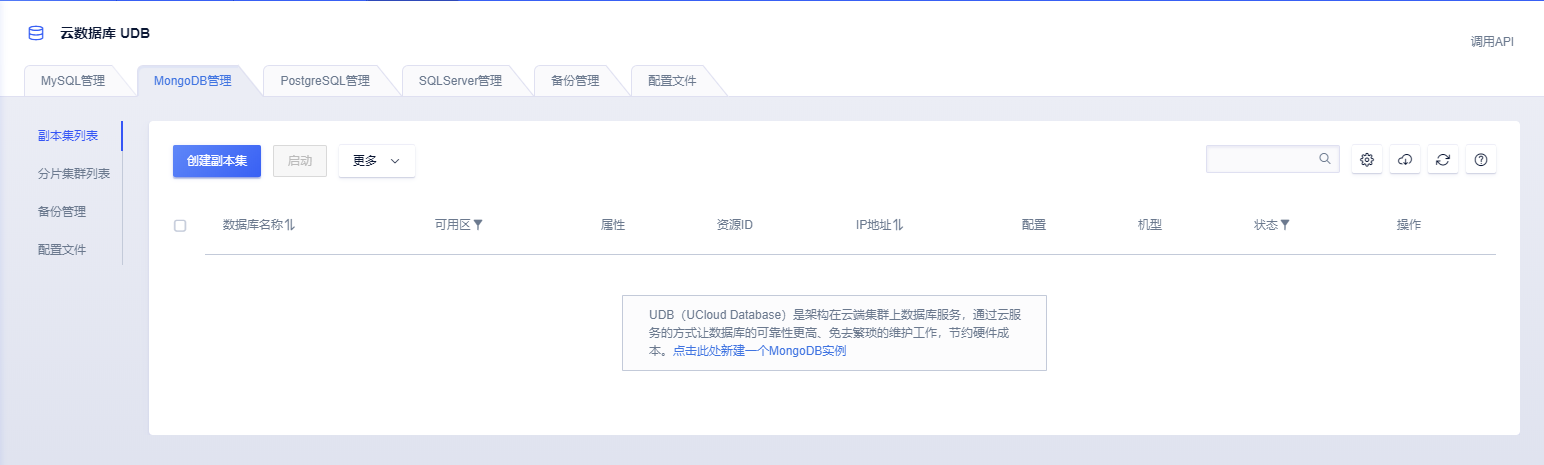 云数据库 UDB
调用API
MySQL管理 MongoDB管理 PostgreSQL管理 SQLServer管理 备份管理 配置文件
副本集列表
分片集群列表
备份管理
配置文件
创建副本集 启动 更多
数据库名称 可用区 属性 资源ID IP地址 配置 机型 状态 操作
UDB（UCloud Database）是架构在云端集群上数据库服务，通过云服
务的方式让数据库的可靠性更高、免去繁琐的维护工作，节约硬件成
本。点击此处新建一个MongoDB实例